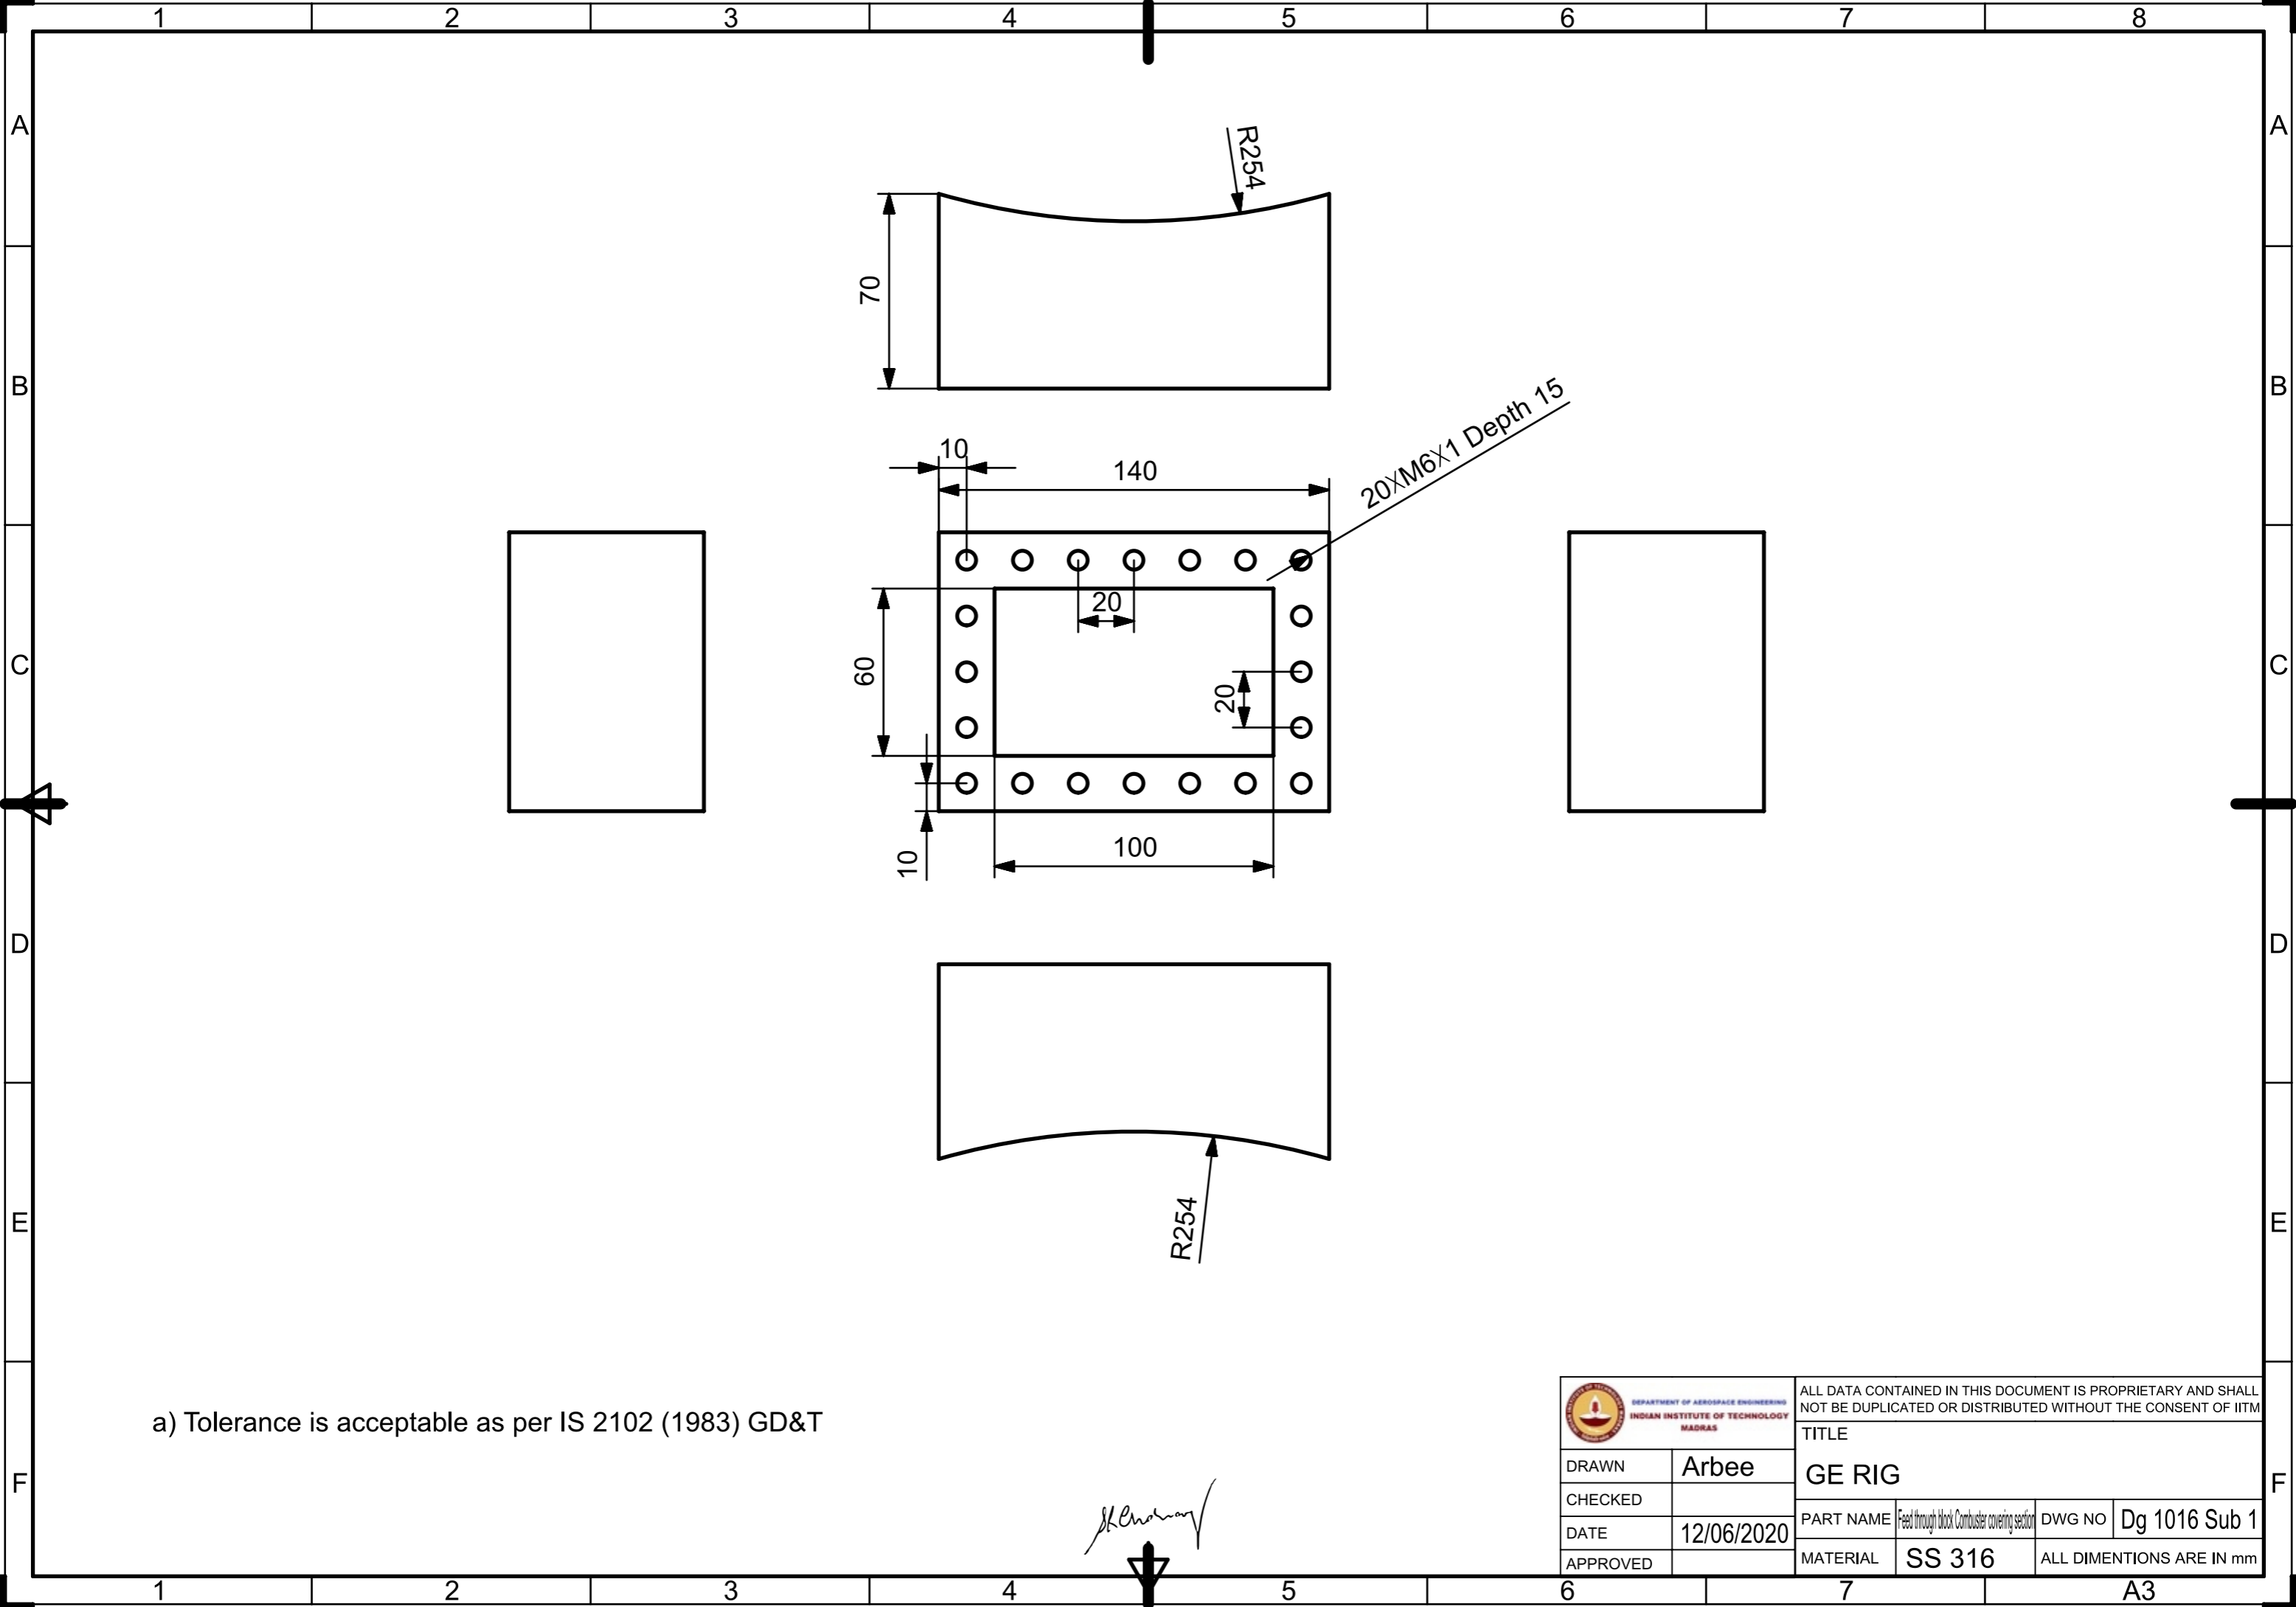 1 2 3 4 5 6 7 8
A A
B B
C C
D D
E E
F F
R254
70
10
140
20XM6X1 Depth 15
20
60
20
10
100
R254
a) Tolerance is acceptable as per IS 2102 (1983) GD&T
DEPARTMENT OF AEROSPACE ENGINEERING
INDIAN INSTITUTE OF TECHNOLOGY
MADRAS
ALL DATA CONTAINED IN THIS DOCUMENT IS PROPRIETARY AND SHALL
NOT BE DUPLICATED OR DISTRIBUTED WITHOUT THE CONSENT OF IITM
TITLE
GE RIG
DRAWN Arbee
CHECKED
DATE 12/06/2020
APPROVED
PART NAME Feed through block Combuster covering section DWG NO Dg 1016 Sub 1
MATERIAL SS 316 ALL DIMENTIONS ARE IN mm
1 2 3 4 5 6 7 A3